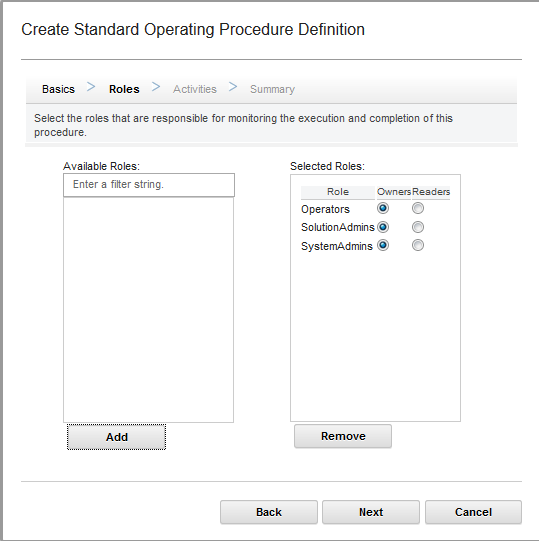 Create Standard Operating Procedure Definition
Basics > Roles > Activities > Summary
Select the roles that are responsible for monitoring the execution and completion of this
procedure.
Available Roles:
Enter a filter string.
Add
Selected Roles:
Role Owners Readers
Operators
SolutionAdmins
SystemAdmins
Remove
Back Next Cancel